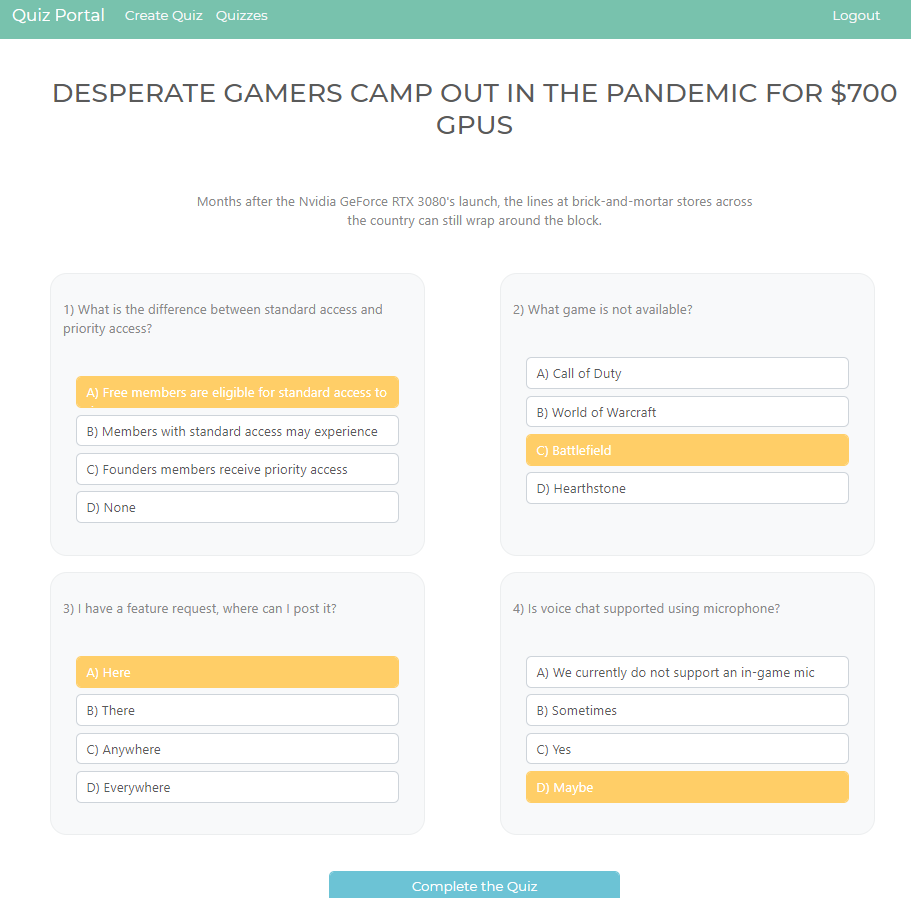 Quiz Portal Create Quiz Quizzes Logout
DESPERATE GAMERS CAMP OUT IN THE PANDEMIC FOR $700
GPUS
Months after the Nvidia GeForce RTX 3080's launch, the lines at brick-and-mortar stores across
the country can still wrap around the block.
1) What is the difference between standard access and
priority access?
A) Free members are eligible for standard access to
B) Members with standard access may experience
C) Founders members receive priority access
D) None
2) What game is not available?
A) Call of Duty
B) World of Warcraft
C) Battlefield
D) Hearthstone
3) I have a feature request, where can I post it?
A) Here
B) There
C) Anywhere
D) Everywhere
4) Is voice chat supported using microphone?
A) We currently do not support an in-game mic
B) Sometimes
C) Yes
D) Maybe
Complete the Quiz